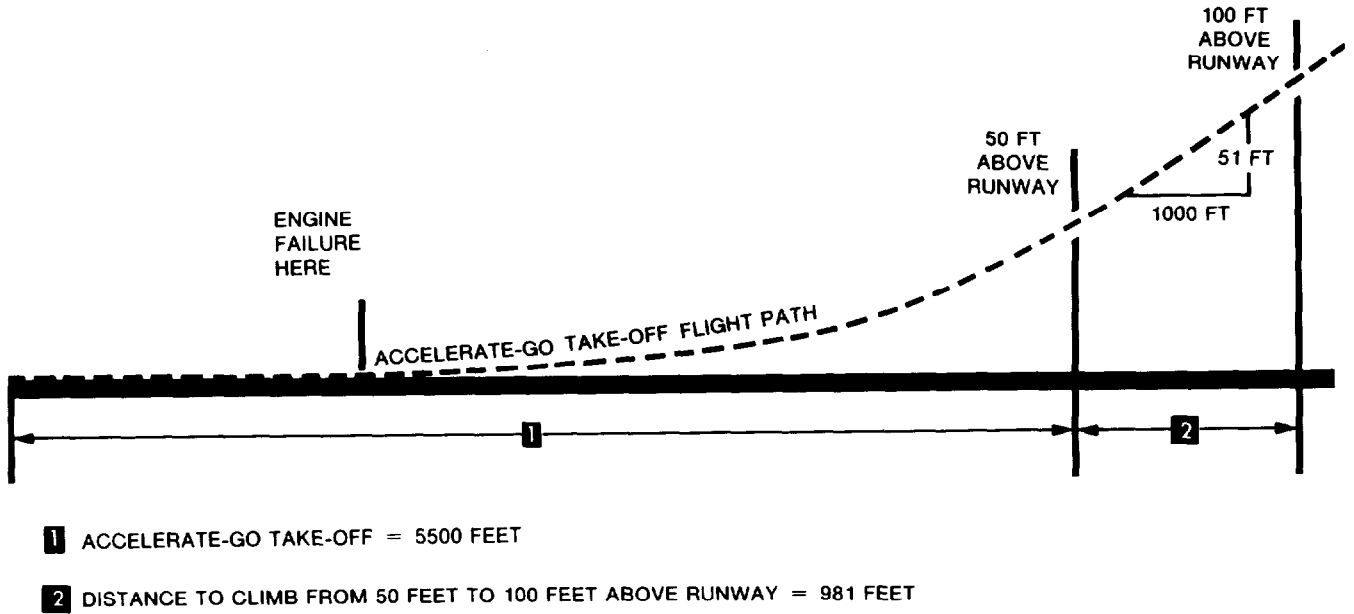 100 FT
ABOVE
RUNWAY
50 FT
ABOVE
RUNWAY
51 FT
1000 FT
ENGINE
FAILURE
HERE
ACCELERATE-GO TAKE-OFF FLIGHT PATH
1
2
1 ACCELERATE-GO TAKE-OFF = 5500 FEET
2 DISTANCE TO CLIMB FROM 50 FEET TO 100 FEET ABOVE RUNWAY = 981 FEET